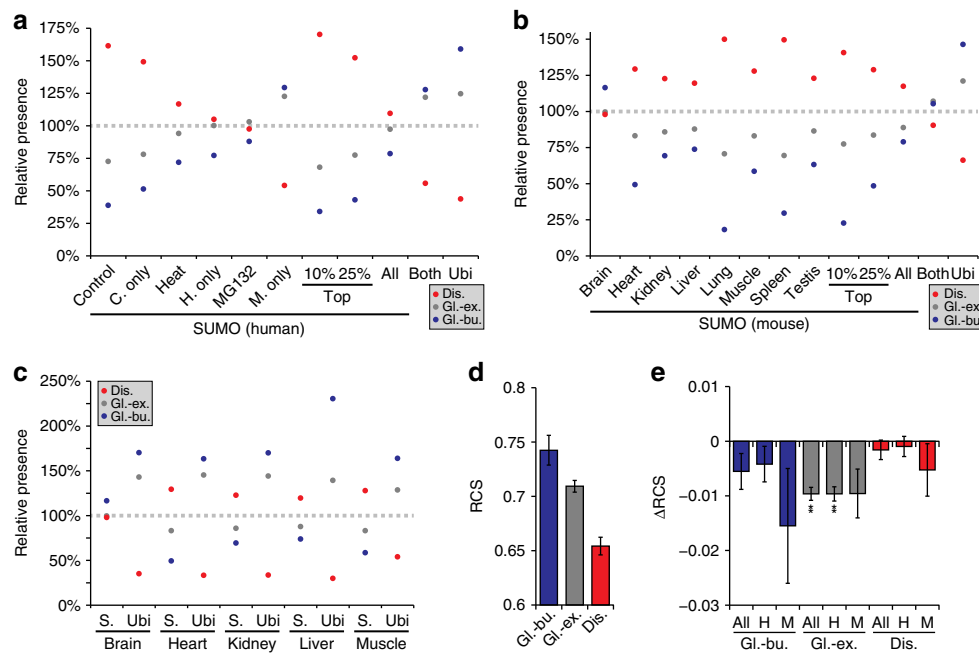 a
175%
150%
125%
100%
75%
50%
25%
0%
Relative presence
Control
C. only
Heat
H. only
MG132
M. only
10% 25%
Top
All
Both
Ubi
SUMO (human)
Dis.
Gl.-ex.
Gl.-bu.
b
150%
125%
100%
75%
50%
25%
0%
Relative presence
Brain
Heart
Kidney
Liver
Lung
Muscle
Spleen
Testis
10% 25%
Top
All
Both
Ubi
SUMO (mouse)
Dis.
Gl.-ex.
Gl.-bu.
c
250%
200%
150%
100%
50%
0%
Relative presence
Dis.
Gl.-ex.
Gl.-bu.
S. Ubi S. Ubi S. Ubi S. Ubi S. Ubi
Brain Heart Kidney Liver Muscle
d
0.8
0.75
0.7
0.65
0.6
RCS
Gl.-bu.
Gl.-ex.
Dis.
e
0.01
0
−0.01
−0.02
−0.03
ΔRCS
**
**
All H M All H M All H M
Gl.-bu. Gl.-ex. Dis.